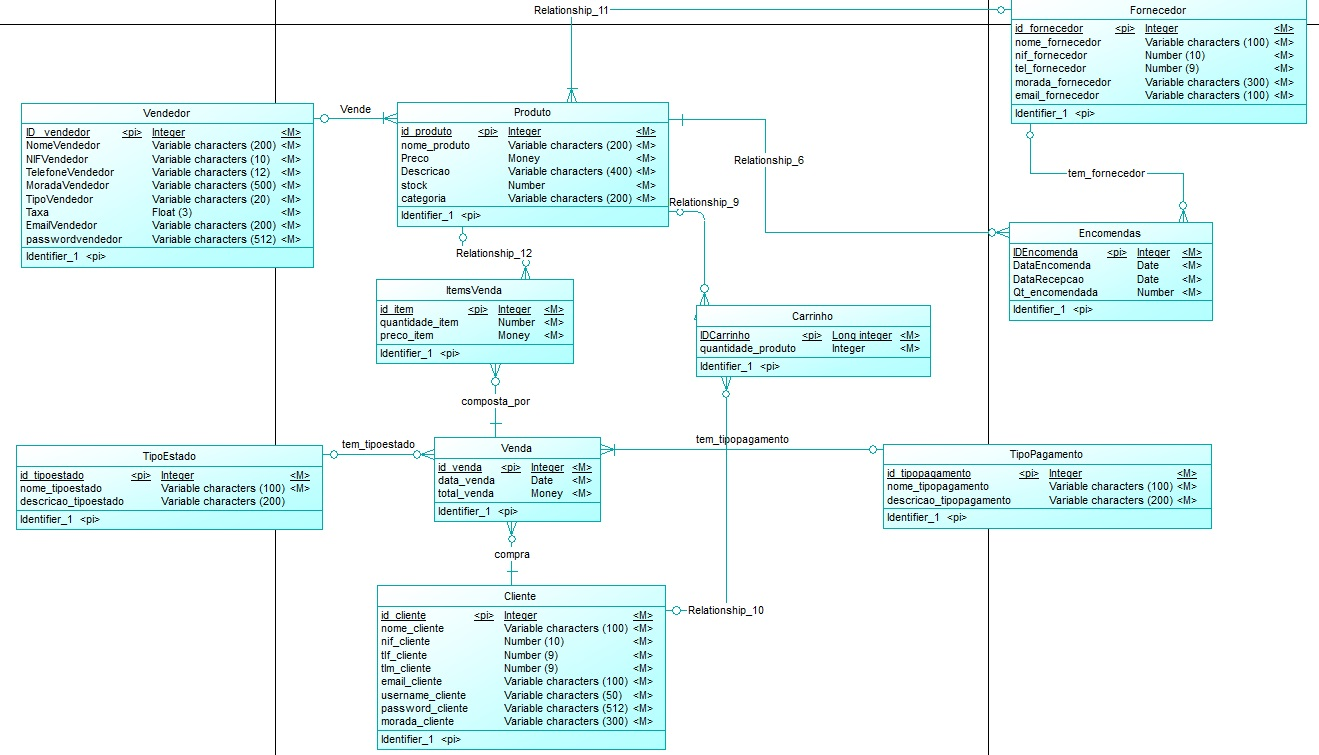 Relationship_11
Fornecedor
id_fornecedor <pi> Integer <M>
nome_fornecedor Variable characters (100) <M>
nif_fornecedor Number (10) <M>
tel_fornecedor Number (9) <M>
morada_fornecedor Variable characters (300) <M>
email_fornecedor Variable characters (100) <M>
Identifier_1 <pi>
Vendedor
ID_vendedor <pi> Integer <M>
NomeVendedor Variable characters (200) <M>
NIFVendedor Variable characters (10) <M>
TelefoneVendedor Variable characters (12) <M>
MoradaVendedor Variable characters (500) <M>
TipoVendedor Variable characters (20) <M>
Taxa Float (3) <M>
EmailVendedor Variable characters (200) <M>
passwordvendedor Variable characters (512) <M>
Identifier_1 <pi>
Vende
Produto
id_produto <pi> Integer <M>
nome_produto Variable characters (200) <M>
Preco Money <M>
Descricao Variable characters (400) <M>
stock Number <M>
categoria Variable characters (200) <M>
Identifier_1 <pi>
Relationship_6
tem_fornecedor
Relationship_9
Encomendas
IDEncomenda <pi> Integer <M>
DataEncomenda Date <M>
DataRecepcao Date <M>
Qt_encomendada Number <M>
Identifier_1 <pi>
Relationship_12
ItemsVenda
id_item <pi> Integer <M>
quantidade_item Number <M>
preco_item Money <M>
Identifier_1 <pi>
Carrinho
IDCarrinho <pi> Long integer <M>
quantidade_produto Integer <M>
Identifier_1 <pi>
composta_por
TipoEstado
id_tipoestado <pi> Integer <M>
nome_tipoestado Variable characters (100) <M>
descricao_tipoestado Variable characters (200)
Identifier_1 <pi>
tem_tipoestado
Venda
id_venda <pi> Integer <M>
data_venda Date <M>
total_venda Money <M>
Identifier_1 <pi>
tem_tipopagamento
TipoPagamento
id_tipopagamento <pi> Integer <M>
nome_tipopagamento Variable characters (100) <M>
descricao_tipopagamento Variable characters (200) <M>
Identifier_1 <pi>
compra
Cliente
id_cliente <pi> Integer <M>
nome_cliente Variable characters (100) <M>
nif_cliente Number (10) <M>
tlf_cliente Number (9) <M>
tlm_cliente Number (9) <M>
email_cliente Variable characters (100) <M>
username_cliente Variable characters (50) <M>
password_cliente Variable characters (512) <M>
morada_cliente Variable characters (300) <M>
Identifier_1 <pi>
Relationship_10